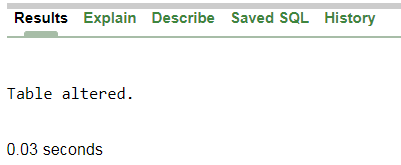 Results Explain Describe Saved SQL History
Table altered.
0.03 seconds